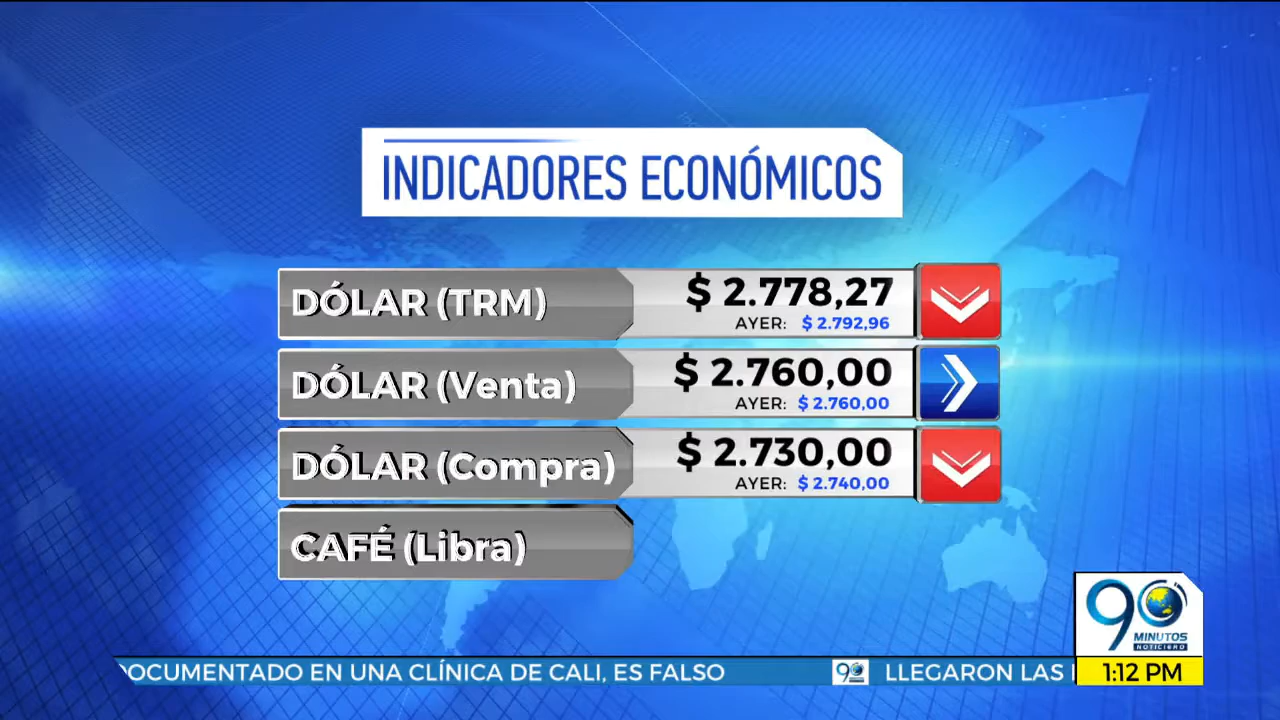 INDICADORES ECONÓMICOS
DÓLAR (TRM)
$ 2.778,27
AYER: $ 2.792,96
DÓLAR (Venta)
$ 2.760,00
AYER: $ 2.760,00
DÓLAR (Compra)
$ 2.730,00
AYER: $ 2.740,00
CAFÉ (Libra)
90
MINUTOS
NOTICIERO
DOCUMENTADO EN UNA CLÍNICA DE CALI, ES FALSO
90
LLEGARON LAS
1:12 PM